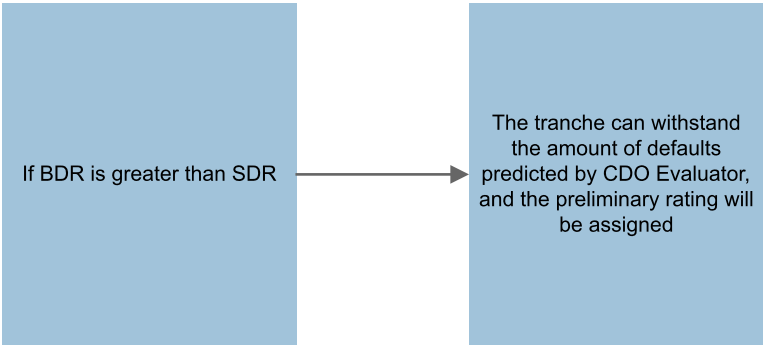 If BDR is greater than SDR
The tranche can withstand
the amount of defaults
predicted by CDO Evaluator,
and the preliminary rating will
be assigned